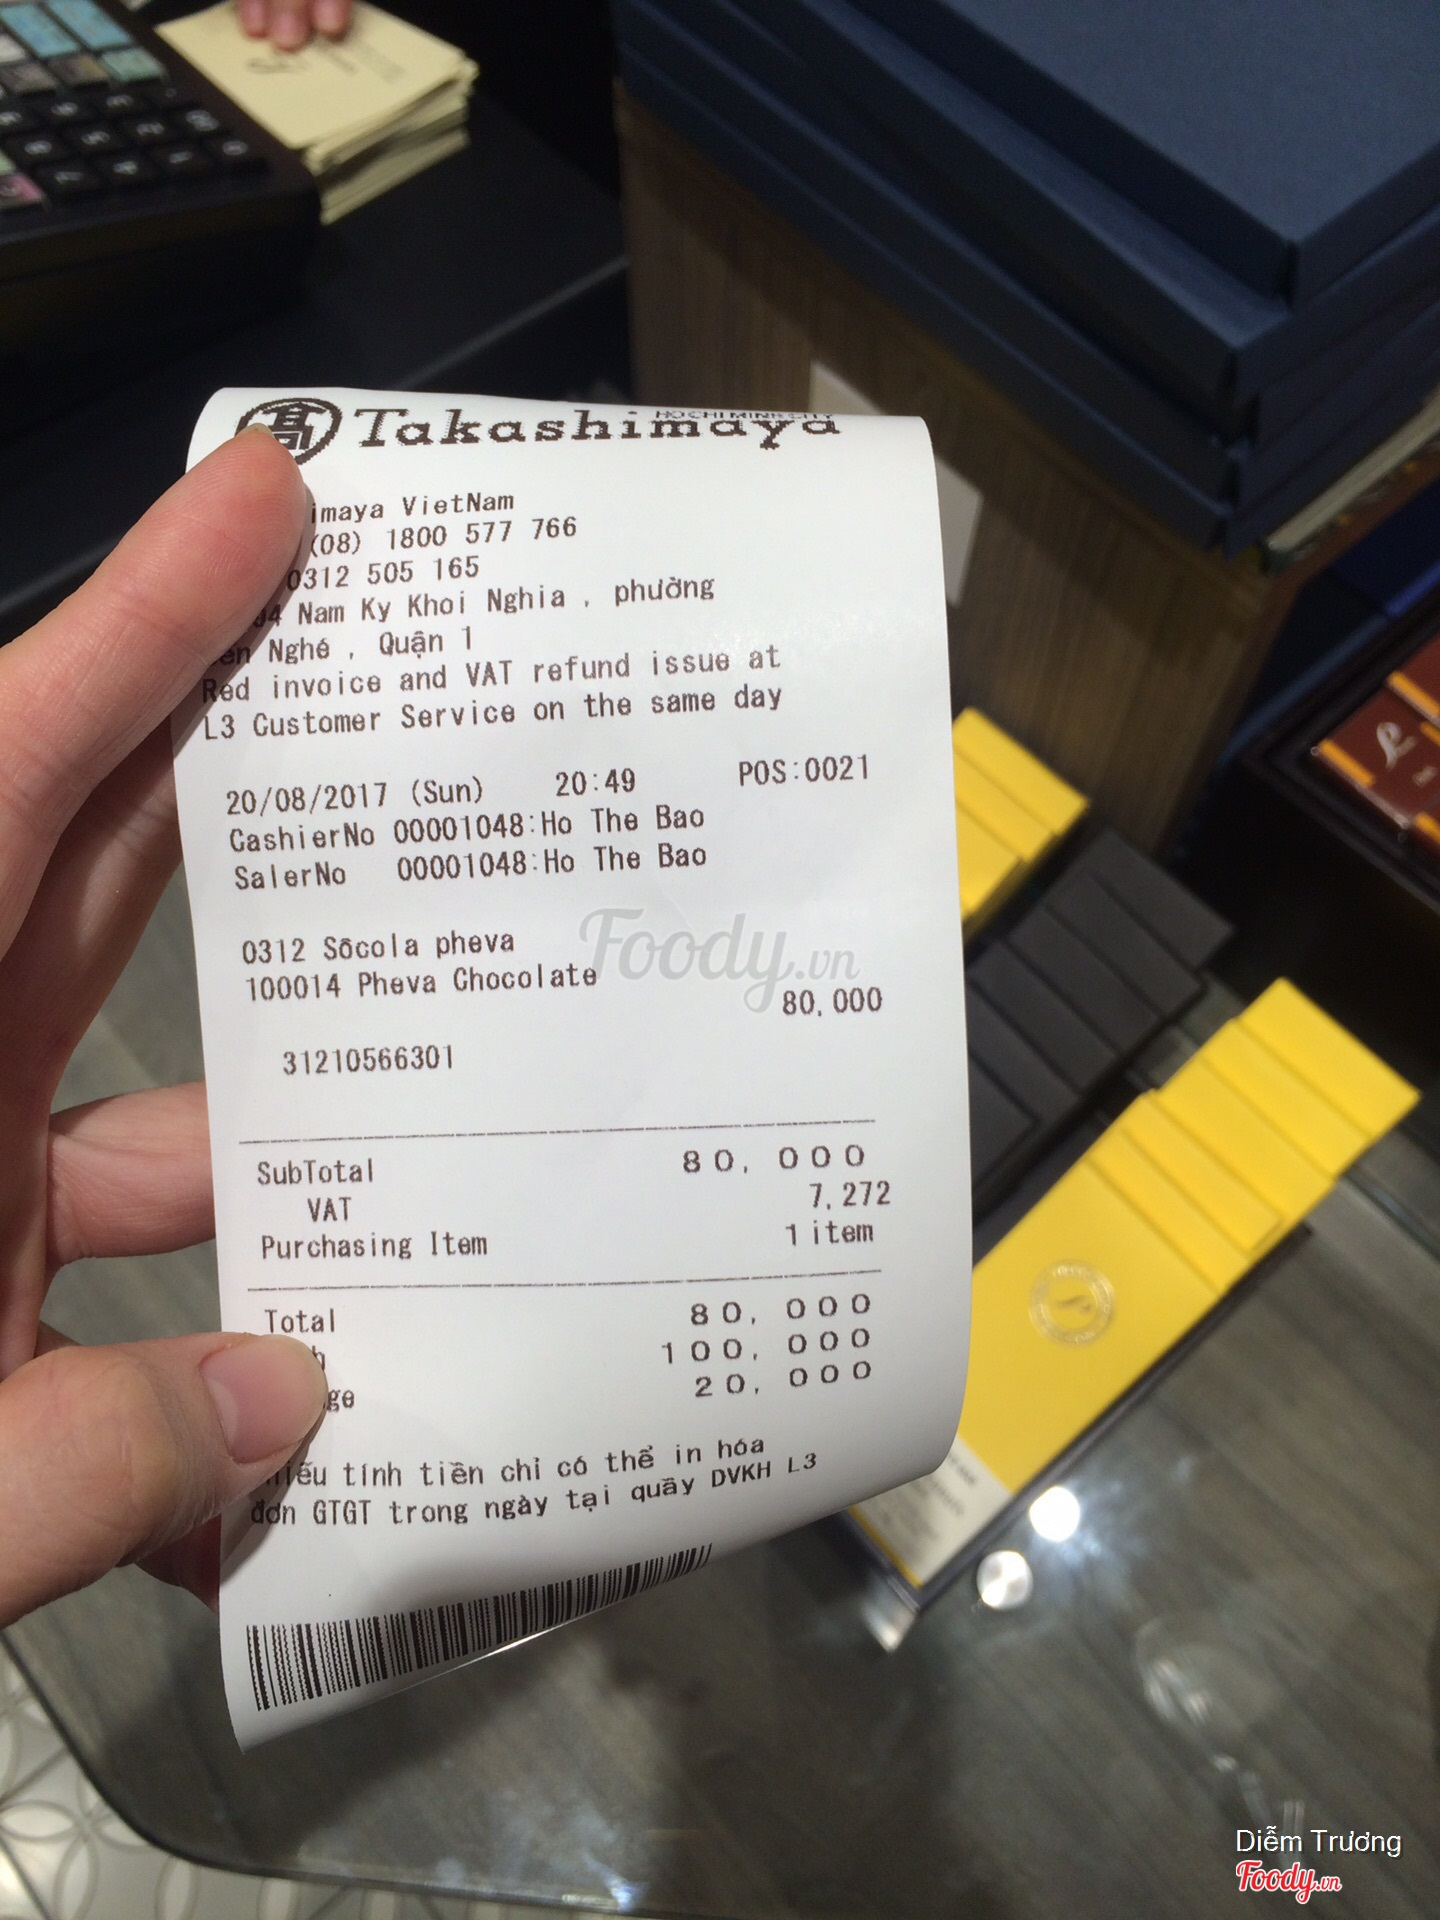 高
Takashimaya
HO CHI MINH CITY
imaya VietNam
(08) 1800 577 766
0312 505 165
Nam Ky Khoi Nghia , phường
Nghé , Quận 1
Red invoice and VAT refund issue at
L3 Customer Service on the same day
20/08/2017 (Sun) 20:49 POS:0021
CashierNo 00001048:Ho The Bao
SalerNo 00001048:Ho The Bao
0312 Sôcola pheva
100014 Pheva Chocolate
80,000
31210566301
SubTotal 80,000
VAT 7,272
Purchasing Item 1 item
Total 80,000
100,000
20,000
tính tiền chỉ có thể in hóa
đơn GTGT trong ngày tại quầy DVKH L3
Foody.vn
Diễm Trương
Foody.vn